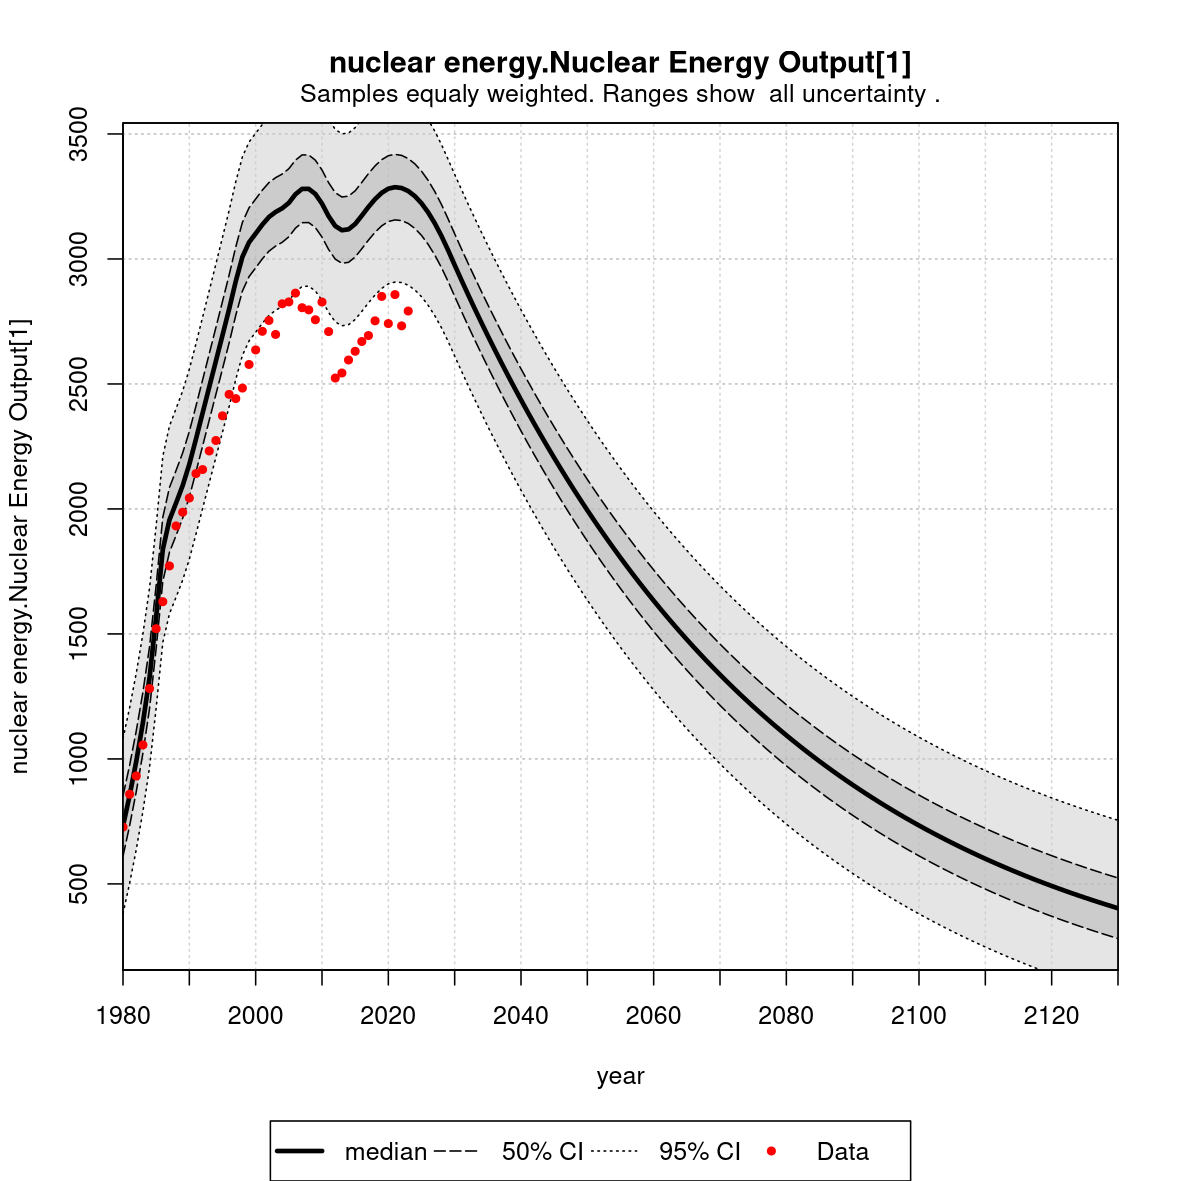 nuclear energy.Nuclear Energy Output[1]
Samples equaly weighted. Ranges show  all uncertainty .
nuclear energy.Nuclear Energy Output[1]
3500
3000
2500
2000
1500
1000
500
1980 2000 2020 2040 2060 2080 2100 2120
year
median 50% CI 95% CI Data